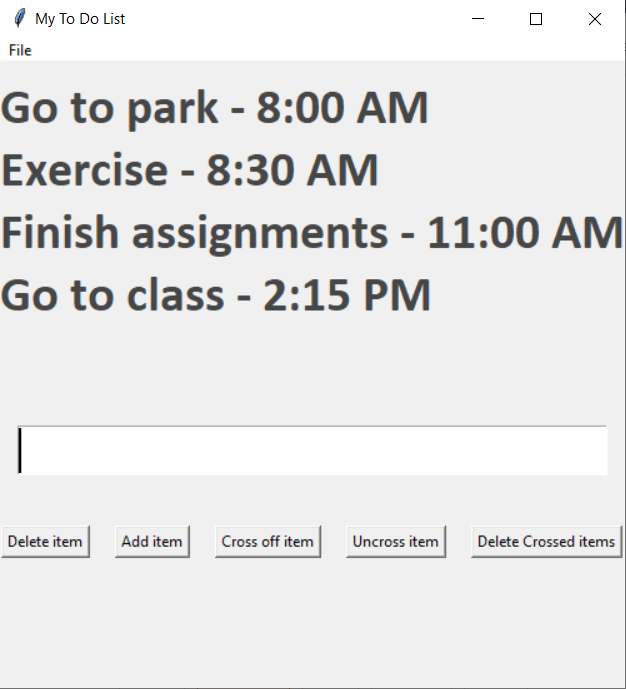 My To Do List
File
Go to park - 8:00 AM
Exercise - 8:30 AM
Finish assignments - 11:00 AM
Go to class - 2:15 PM
Delete item Add item Cross off item Uncross item Delete Crossed items